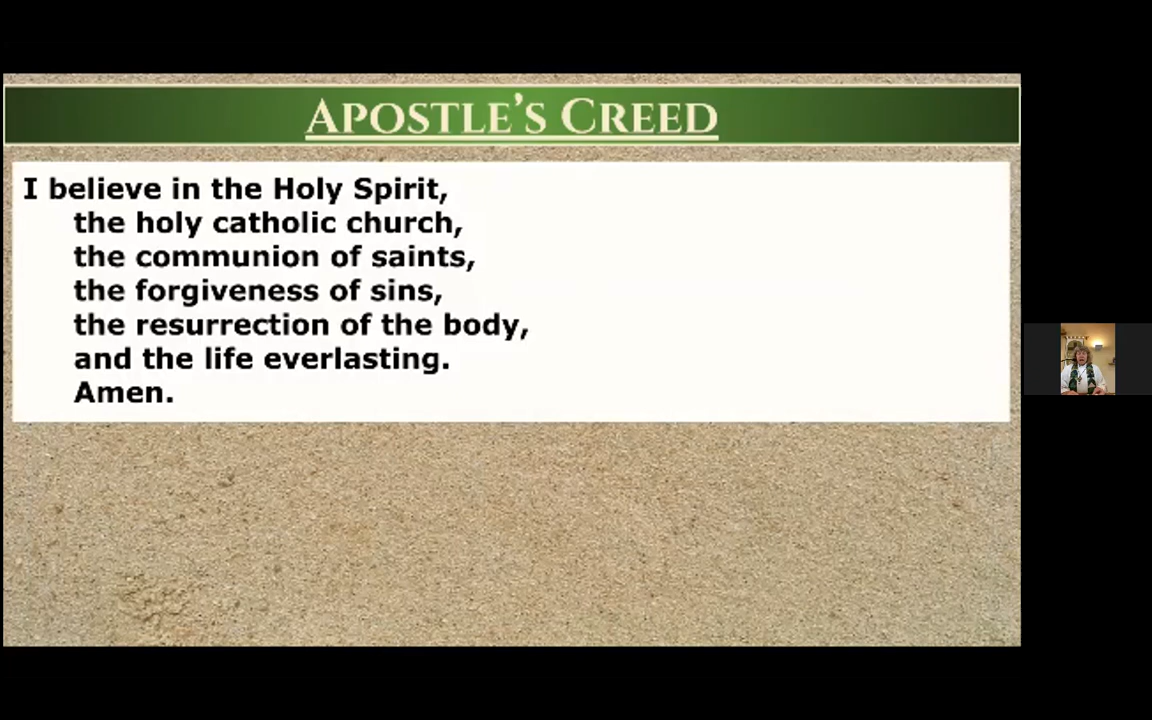 APOSTLE'S CREED
I believe in the Holy Spirit,
the holy catholic church,
the communion of saints,
the forgiveness of sins,
the resurrection of the body,
and the life everlasting.
Amen.